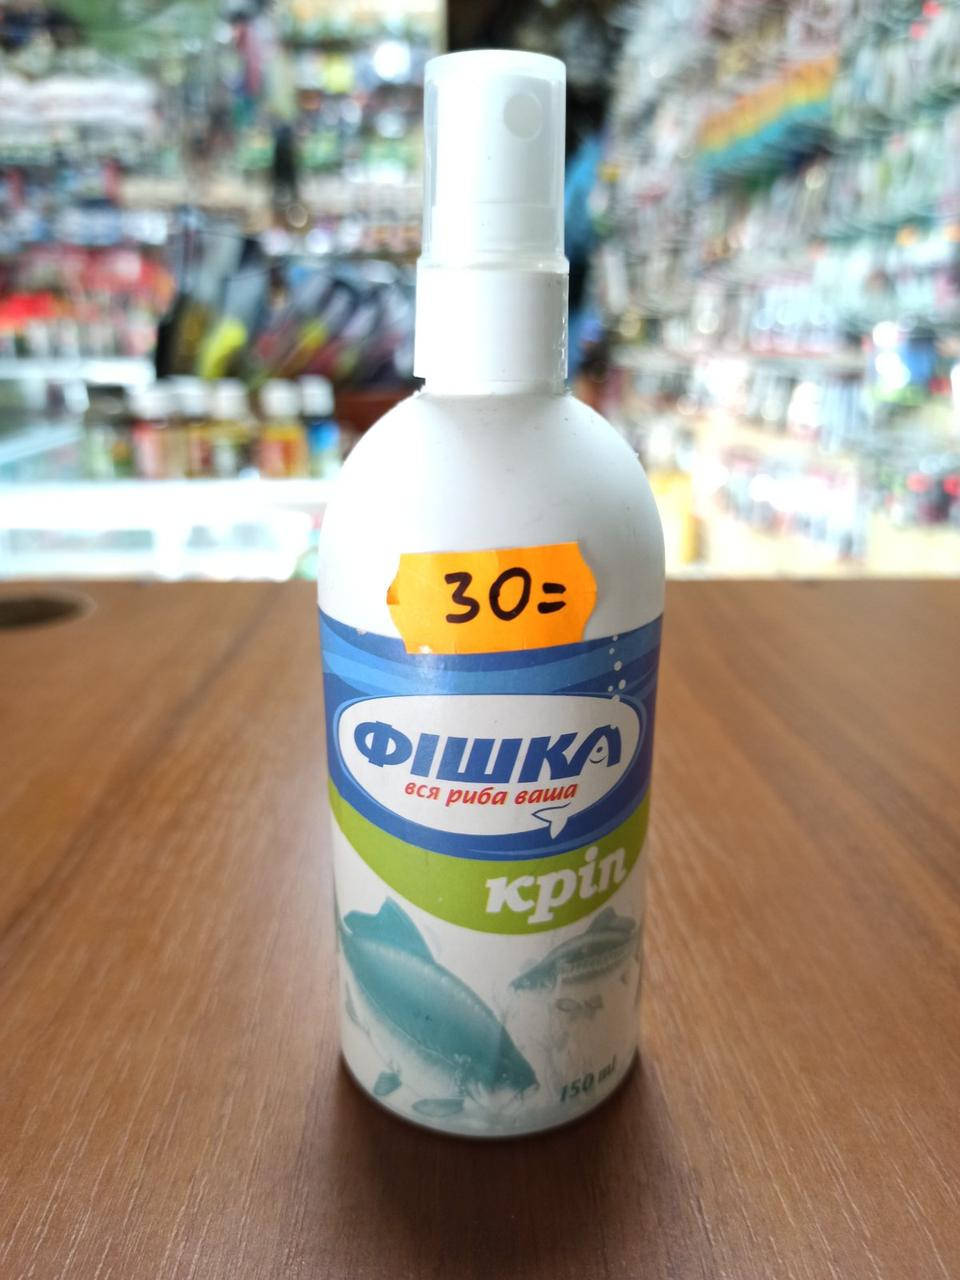 30=
ФІШКА
вся риба ваша
кріп
150 ml